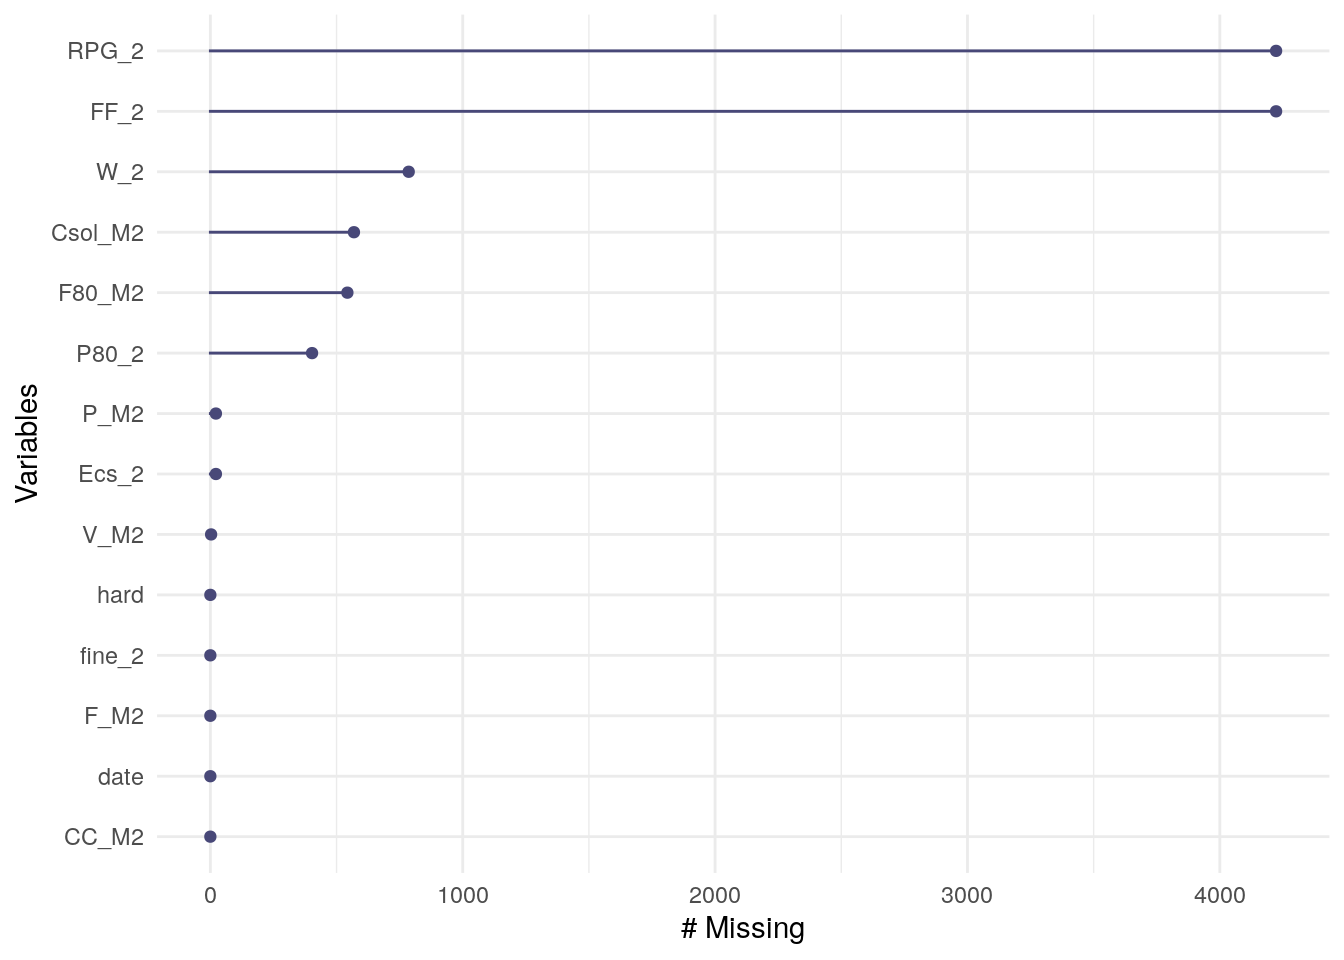 RPG_2
FF_2
W_2
Csol_M2
F80_M2
P80_2
P_M2
Ecs_2
V_M2
hard
fine_2
F_M2
date
CC_M2
Variables
0 1000 2000 3000 4000
# Missing